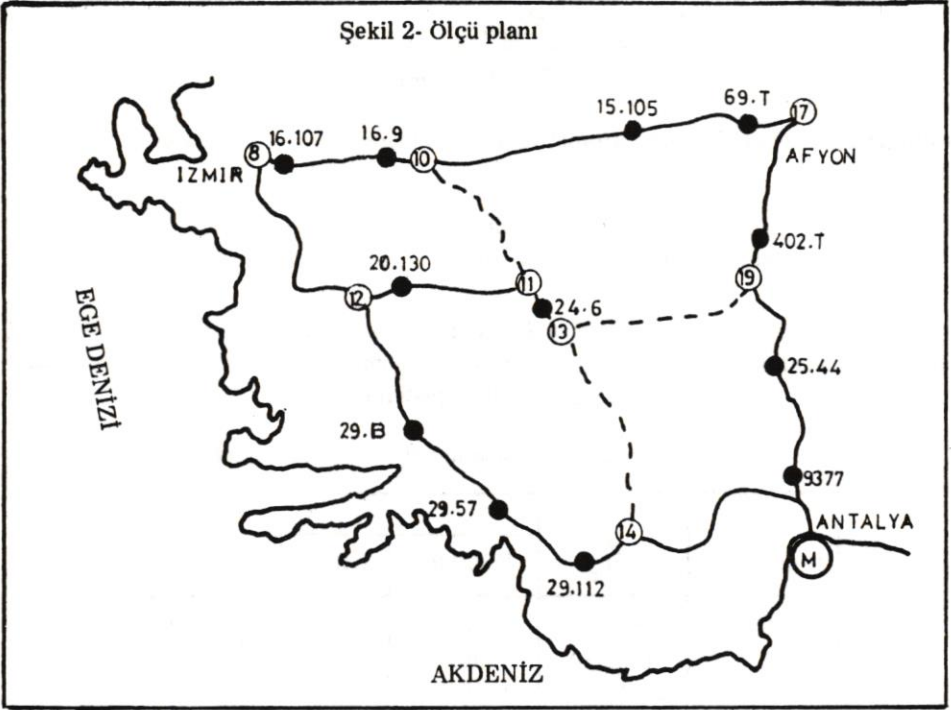 Şekil 2- Ölçü planı
69.T
17
15.105
16.107
16.9
8
10
İZMİR
AFYON
402.T
20.130
19
11
12
24.6
13
EGE DENİZİ
25.44
29.B
9377
29.57
14
ANTALYA
M
29.112
AKDENİZ